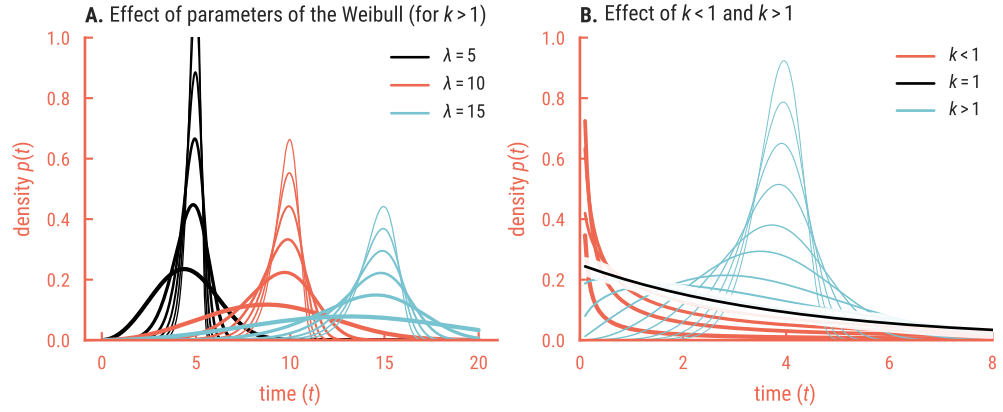 A. Effect of parameters of the Weibull (for k > 1)
1.0
0.8
0.6
0.4
0.2
0.0
density p(t)
λ = 5
λ = 10
λ = 15
0 5 10 15 20
time (t)
B. Effect of k < 1 and k > 1
1.0
0.8
0.6
0.4
0.2
0.0
density p(t)
k < 1
k = 1
k > 1
0 2 4 6 8
time (t)